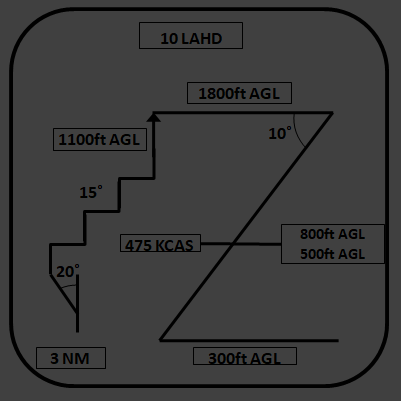 10 LAHD
1800ft AGL
1100ft AGL
10°
15°
475 KCAS
800ft AGL
500ft AGL
20°
3 NM
300ft AGL